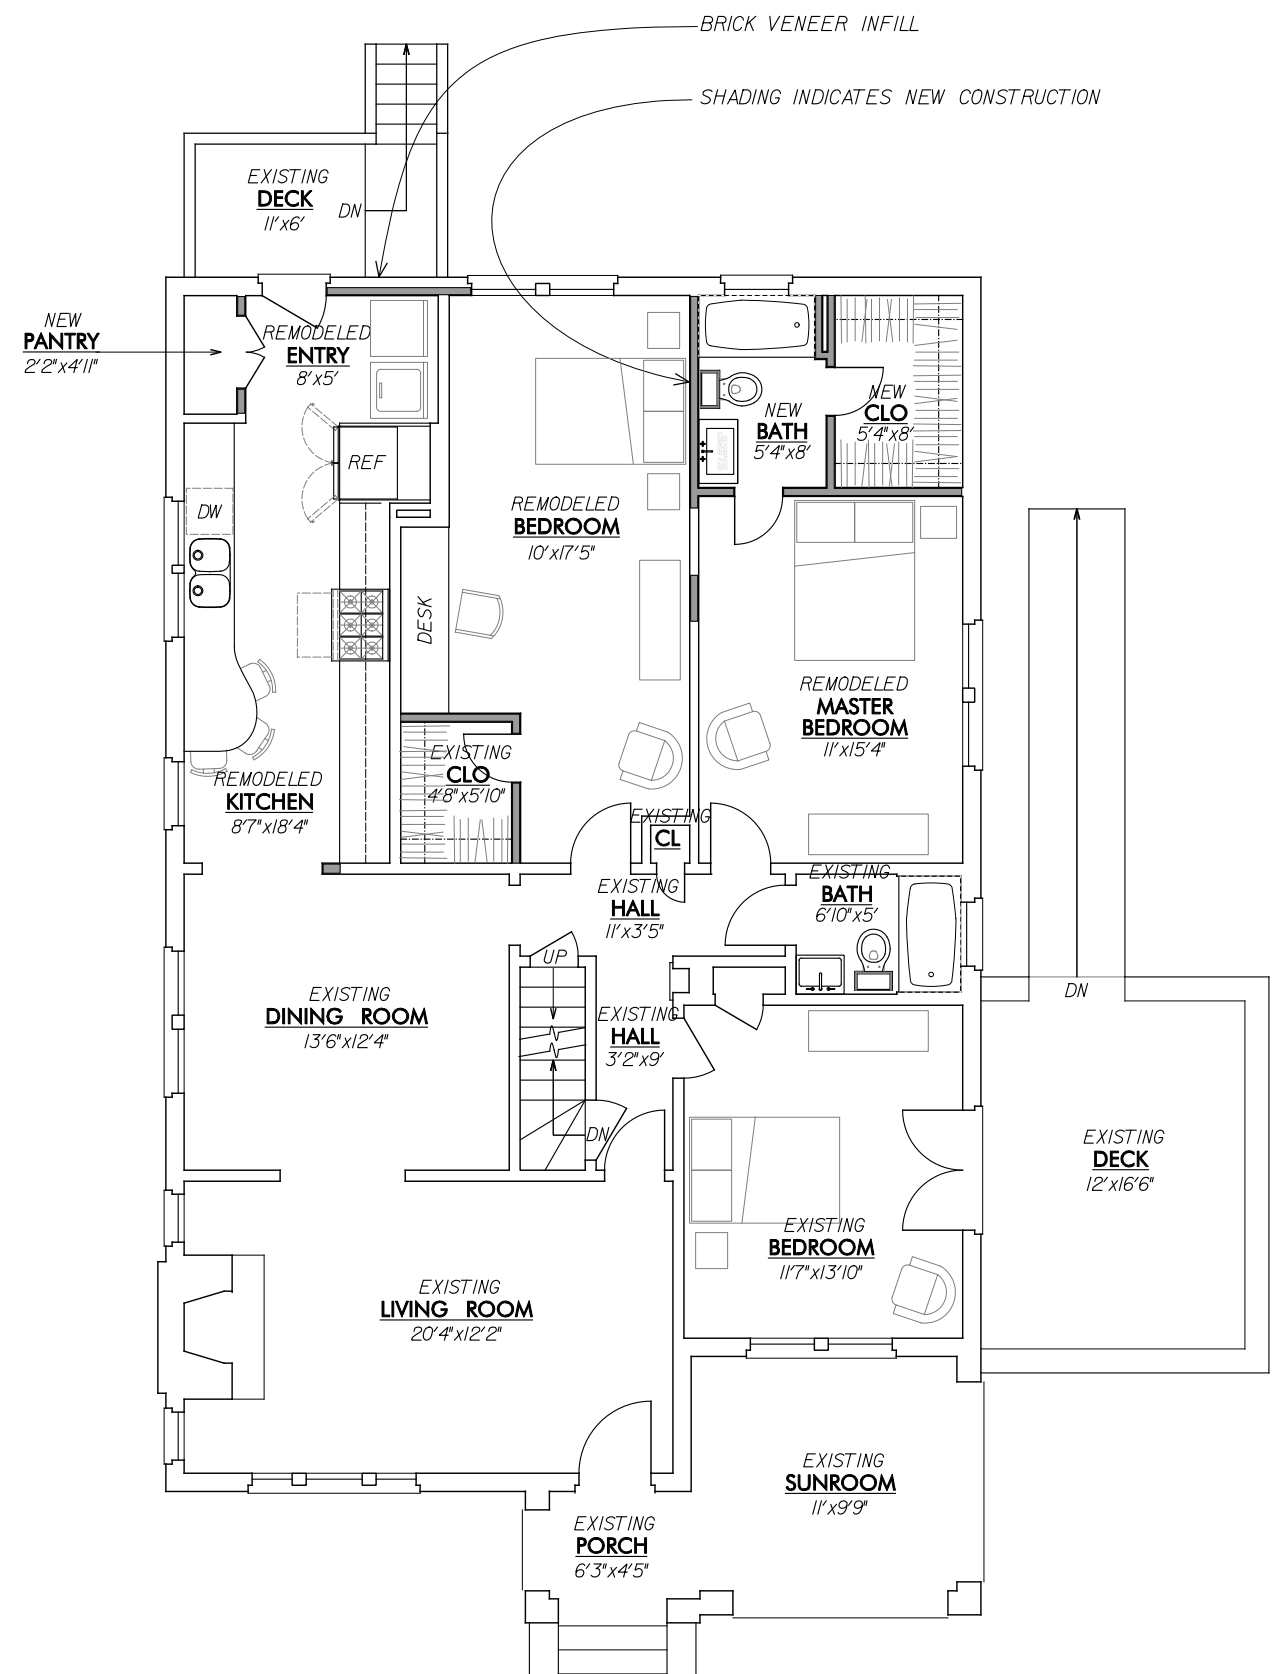 BRICK VENEER INFILL
SHADING INDICATES NEW CONSTRUCTION
EXISTING
DECK
11'x6'
DN
NEW
PANTRY
2'2"x4'11"
REMODELED
ENTRY
8'x5'
REF
DW
NEW
BATH
5'4"x8'
NEW
CLO
5'4"x8'
REMODELED
BEDROOM
10'x17'5"
DESK
REMODELED
MASTER
BEDROOM
11'x15'4"
REMODELED
KITCHEN
8'7"x18'4"
EXISTING
CLO
4'8"x5'10"
EXISTING
CL
EXISTING
HALL
11'x3'5"
EXISTING
BATH
6'10"x5'
UP
EXISTING
DINING ROOM
13'6"x12'4"
EXISTING
HALL
3'2"x9'
DN
DN
EXISTING
DECK
12'x16'6"
EXISTING
BEDROOM
11'7"x13'10"
EXISTING
LIVING ROOM
20'4"x12'2"
EXISTING
SUNROOM
11'x9'9"
EXISTING
PORCH
6'3"x4'5"